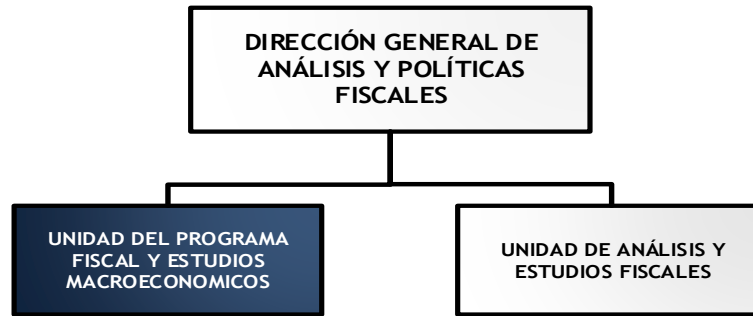 DIRECCIÓN GENERAL DE
ANÁLISIS Y POLÍTICAS
FISCALES
UNIDAD DEL PROGRAMA
FISCAL Y ESTUDIOS
MACROECONOMICOS
UNIDAD DE ANÁLISIS Y
ESTUDIOS FISCALES